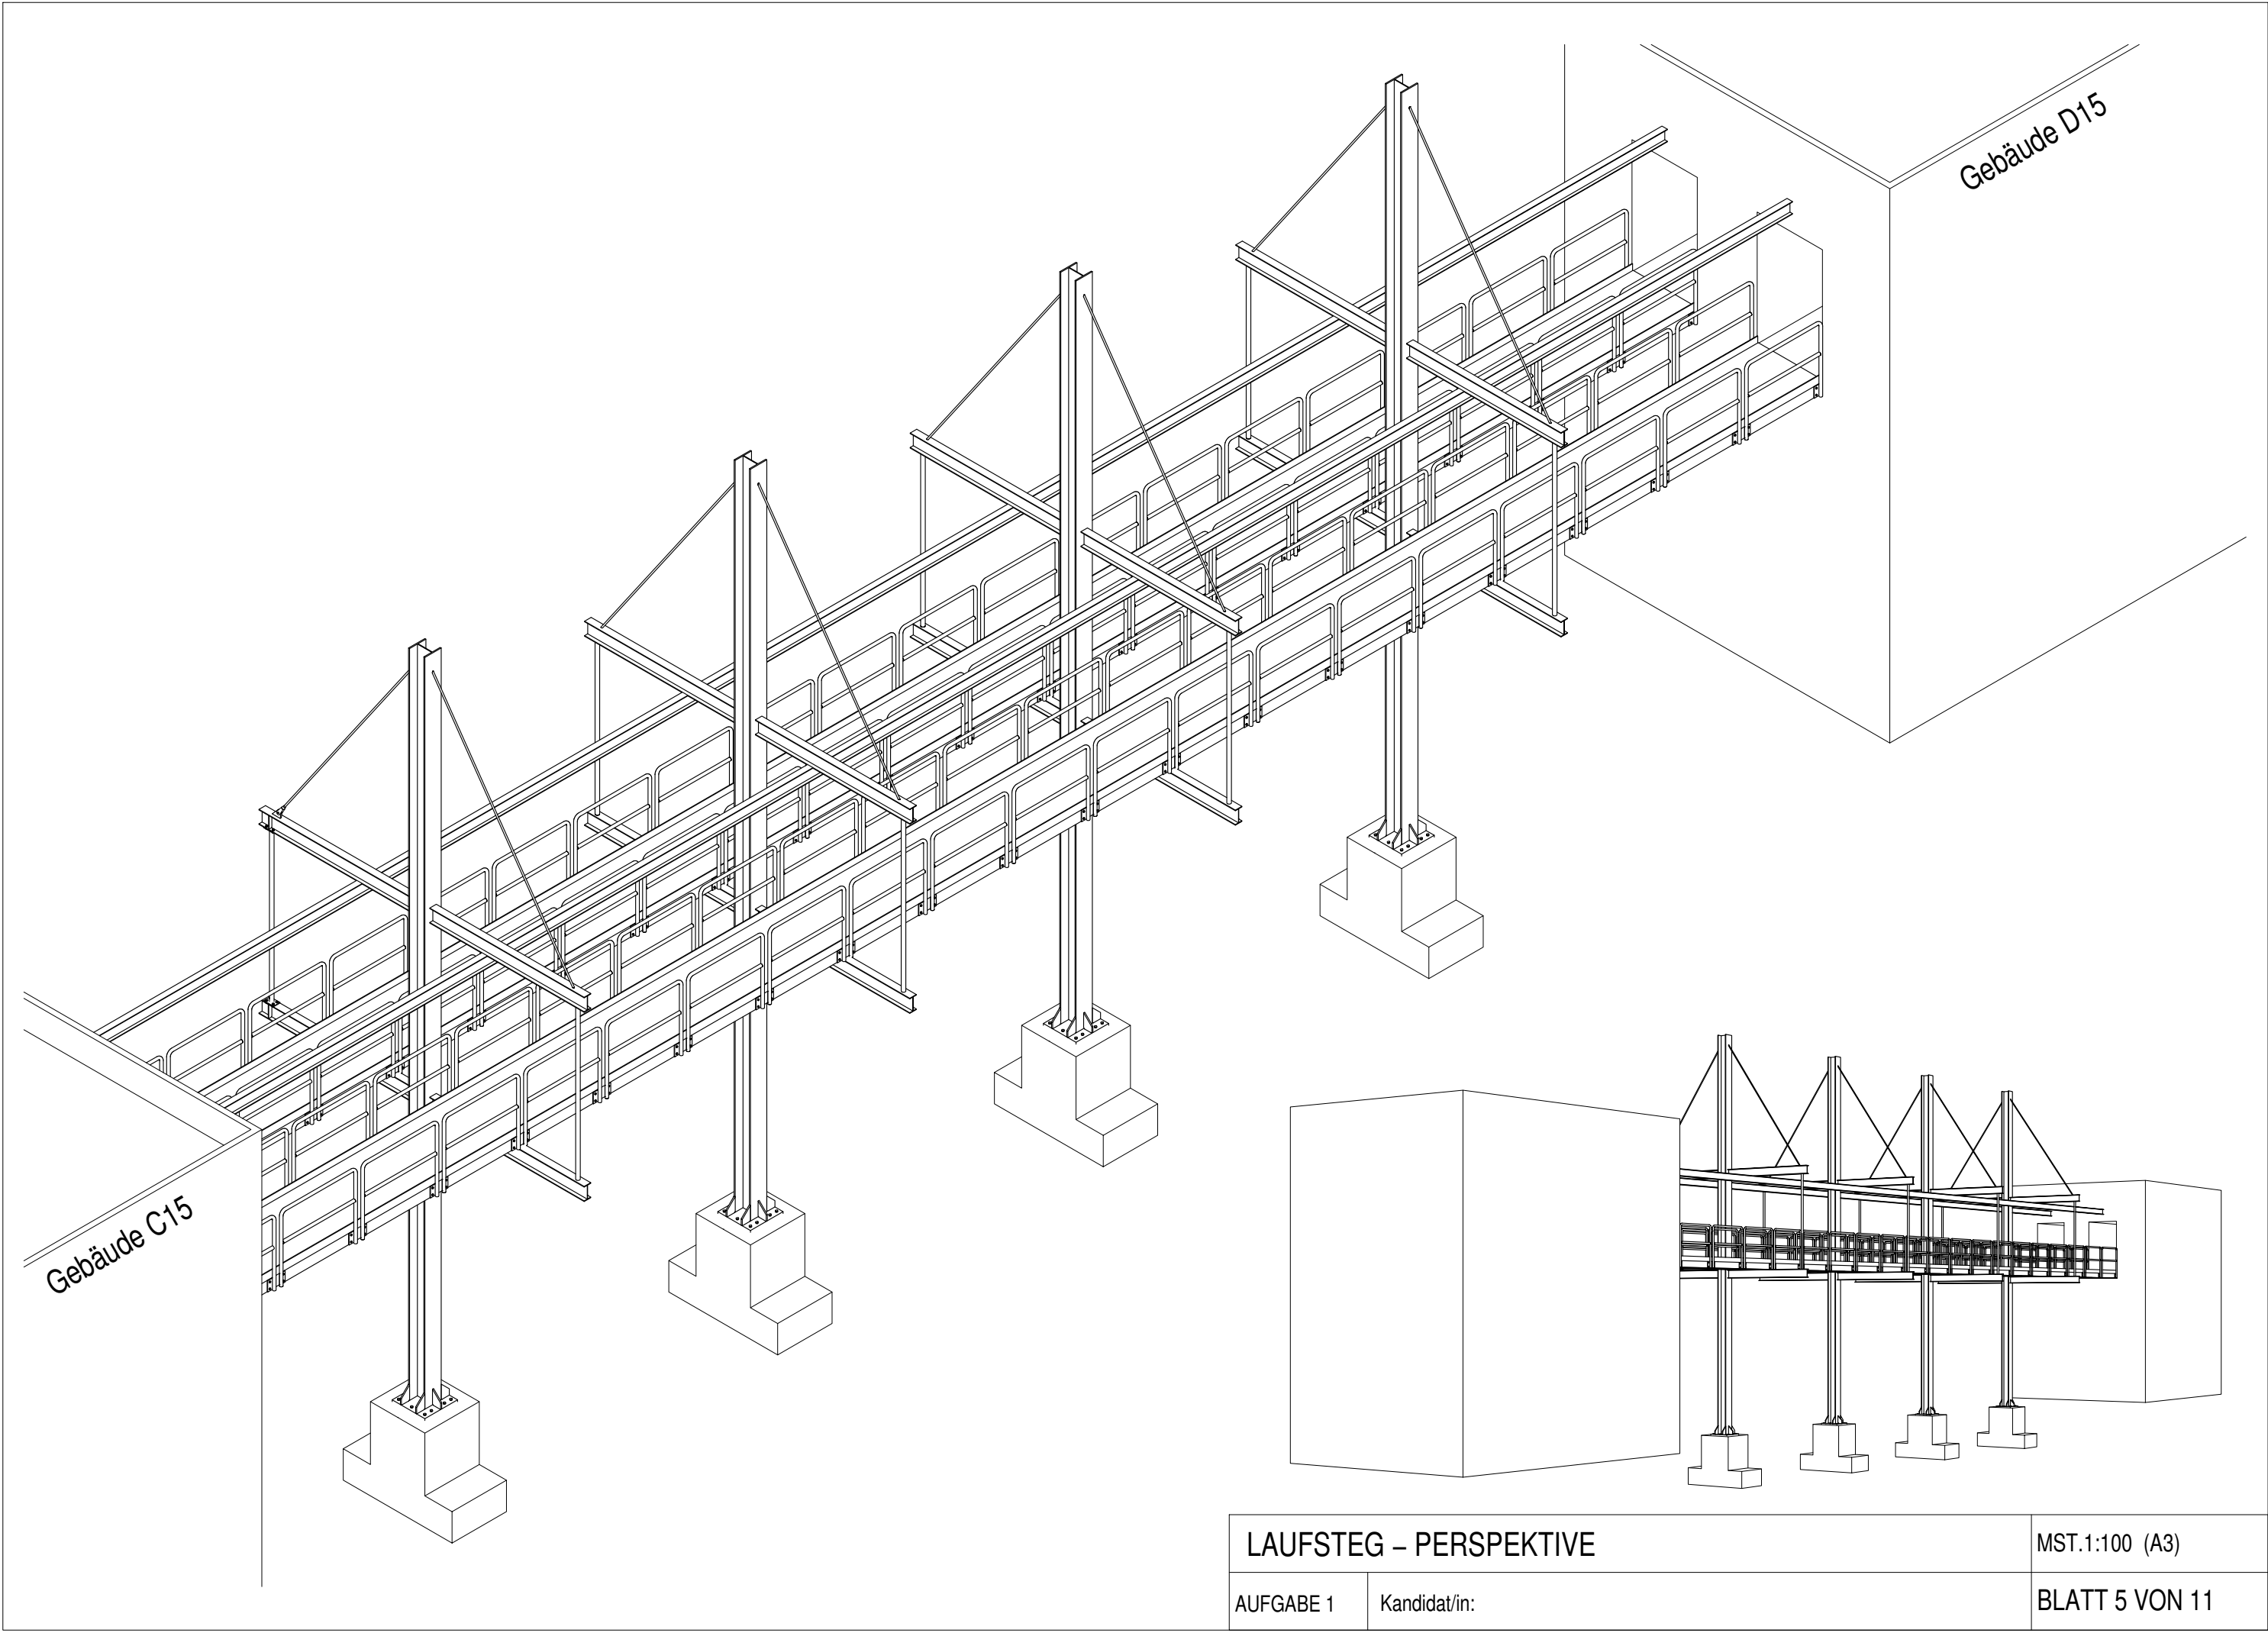 Gebäude D15
Gebäude C15
LAUFSTEG – PERSPEKTIVE
MST.1:100 (A3)
AUFGABE 1
Kandidat/in:
BLATT 5 VON 11